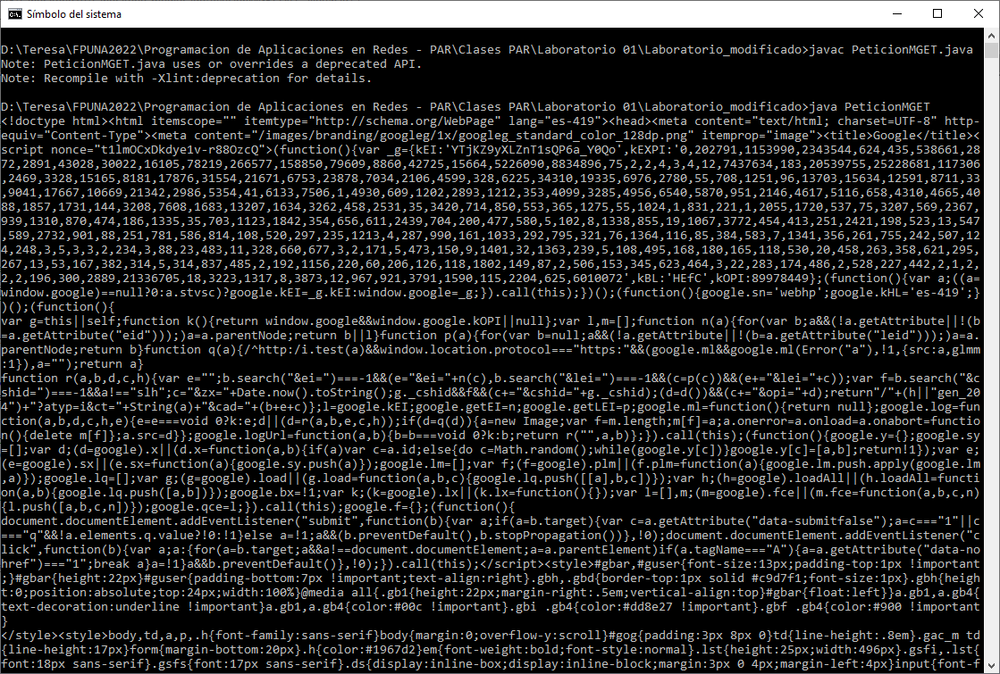 Símbolo del sistema
D:\Teresa\FPUNA2022\Programacion de Aplicaciones en Redes - PAR\Clases PAR\Laboratorio 01\Laboratorio_modificado>javac PeticionMGET.java
Note: PeticionMGET.java uses or overrides a deprecated API.
Note: Recompile with -Xlint:deprecation for details.
D:\Teresa\FPUNA2022\Programacion de Aplicaciones en Redes - PAR\Clases PAR\Laboratorio 01\Laboratorio_modificado>java PeticionMGET
<!doctype html><html itemscope="" itemtype="http://schema.org/WebPage" lang="es-419"><head><meta content="text/html; charset=UTF-8" http-
equiv="Content-Type"><meta content="/images/branding/googleg/1x/googleg_standard_color_128dp.png" itemprop="image"><title>Google</title><
script nonce="t1lmOCxDkdye1v-r88OzcQ">(function(){var _g={kEI:'YTjKZ9yXLZnT1sQP6a_Y0Qo',kEXPI:'0,202791,1153990,2343544,624,435,538661,28
72,2891,43028,30022,16105,78219,266577,158850,79609,8860,42725,15664,5226090,8834896,75,2,2,4,3,4,12,7437634,183,20539755,25228681,117306
,2469,3328,15165,8181,17876,31554,21671,6753,23878,7034,2106,4599,328,6225,34310,19335,6976,2780,55,708,1251,96,13703,15634,12591,8711,33
,9041,17667,10669,21342,2986,5354,41,6133,7506,1,4930,609,1202,2893,1212,353,4099,3285,4956,6540,5870,951,2146,4617,5116,658,4310,4665,40
88,1857,1731,144,3208,7608,1683,13207,1634,3262,458,2531,35,3420,714,850,553,365,1275,55,1024,1,831,221,1,2055,1720,537,75,3207,569,2367,
939,1310,870,474,186,1335,35,703,1123,1842,354,656,611,2439,704,200,477,580,5,102,8,1338,855,19,1067,3772,454,413,251,2421,198,523,13,547
,589,2732,901,88,251,781,586,814,108,520,297,235,1213,4,287,990,161,1033,292,795,321,76,1364,116,85,384,583,7,1341,356,261,755,242,507,12
4,248,3,5,3,3,2,234,3,88,23,483,11,328,660,677,3,2,171,5,473,150,9,1401,32,1363,239,5,108,495,168,180,165,118,530,20,458,263,358,621,295,
267,13,53,167,382,314,5,314,837,485,2,192,1156,220,60,206,126,118,1802,149,87,2,506,153,345,623,464,3,22,283,174,486,2,528,227,442,2,1,2,
2,2,196,300,2889,21336705,18,3223,1317,8,3873,12,967,921,3791,1590,115,2204,625,6010072',kBL:'HEfC',kOPI:89978449};(function(){var a;((a=
window.google)==null?0:a.stvsc)?google.kEI=_g.kEI:window.google=_g;}).call(this);})();(function(){google.sn='webhp';google.kHL='es-419';}
)();(function(){
var g=this||self;function k(){return window.google&&window.google.kOPI||null};var l,m=[];function n(a){for(var b;a&&(!a.getAttribute||!(b
=a.getAttribute("eid")));)a=a.parentNode;return b||l}function p(a){for(var b=null;a&&(!a.getAttribute||!(b=a.getAttribute("leid")));)a=a.
parentNode;return b}function q(a){/^http:/i.test(a)&&window.location.protocol==="https:"&&(google.ml&&google.ml(Error("a"),!1,{src:a,glmm
:1}),a="");return a}
function r(a,b,d,c,h){var e="";b.search("&ei=")===-1&&(e="&ei="+n(c),b.search("&lei=")===-1&&(c=p(c))&&(e+="&lei="+c));var f=b.search("&c
shid=")===-1&&a!=="slh";c="&zx="+Date.now().toString();g._cshid&&f&&(c+="&cshid="+g._cshid);(d=d())&&(c+="&opi="+d);return"/"+(h||"gen_20
4")+"?atyp=i&ct="+String(a)+"&cad="+(b+e+c)};l=google.kEI;google.getEI=n;google.getLEI=p;google.ml=function(){return null};google.log=fun
ction(a,b,d,c,h,e){e=e===void 0?k:e;d||(d=r(a,b,e,c,h));if(d=q(d)){a=new Image;var f=m.length;m[f]=a;a.onerror=a.onload=a.onabort=functio
n(){delete m[f]};a.src=d}};google.logUrl=function(a,b){b=b===void 0?k:b;return r("",a,b)};}).call(this);(function(){google.y={};google.sy
=[];var d;(d=google).x||(d.x=function(a,b){if(a)var c=a.id;else{do c=Math.random();while(google.y[c])}google.y[c]=[a,b];return!1});var e;
(e=google).sx||(e.sx=function(a){google.sy.push(a)});google.lm=[];var f;(f=google).plm||(f.plm=function(a){google.lm.push.apply(google.lm
,a)});google.lq=[];var g;(g=google).load||(g.load=function(a,b,c){google.lq.push([[a],b,c])});var h;(h=google).loadAll||(h.loadAll=functi
on(a,b){google.lq.push([a,b])});google.bx=!1;var k;(k=google).lx||(k.lx=function(){});var l=[],m;(m=google).fce||(m.fce=function(a,b,c,n)
{l.push([a,b,c,n])});google.qce=l;}).call(this);google.f={};(function(){
document.documentElement.addEventListener("submit",function(b){var a;if(a=b.target){var c=a.getAttribute("data-submitfalse");a=c==="1"||c
==="q"&&!a.elements.q.value?!0:!1}else a=!1;a&&(b.preventDefault(),b.stopPropagation())},!0);document.documentElement.addEventListener("c
lick",function(b){var a;a:{for(a=b.target;a&&a!==document.documentElement;a=a.parentElement)if(a.tagName==="A"){a=a.getAttribute("data-no
href")==="1";break a}a=!1}a&&b.preventDefault()},!0);}).call(this);</script><style>#gbar,#guser{font-size:13px;padding-top:1px !important
;}#gbar{height:22px}#guser{padding-bottom:7px !important;text-align:right}.gbh,.gbd{border-top:1px solid #c9d7f1;font-size:1px}.gbh{heigh
t:0;position:absolute;top:24px;width:100%}@media all{.gb1{height:22px;margin-right:.5em;vertical-align:top}#gbar{float:left}}a.gb1,a.gb4{
text-decoration:underline !important}a.gb1,a.gb4{color:#00c !important}.gbi .gb4{color:#dd8e27 !important}.gbf .gb4{color:#900 !important
}
</style><style>body,td,a,p,.h{font-family:sans-serif}body{margin:0;overflow-y:scroll}#gog{padding:3px 8px 0}td{line-height:.8em}.gac_m td
{line-height:17px}form{margin-bottom:20px}.h{color:#1967d2}em{font-weight:bold;font-style:normal}.lst{height:25px;width:496px}.gsfi,.lst{
font:18px sans-serif}.gsfs{font:17px sans-serif}.ds{display:inline-box;display:inline-block;margin:3px 0 4px;margin-left:4px}input{font-f